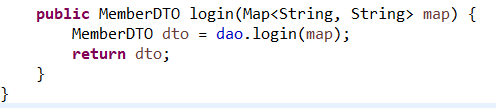 public MemberDTO login(Map<String, String> map) {
MemberDTO dto = dao.login(map);
return dto;
}
}